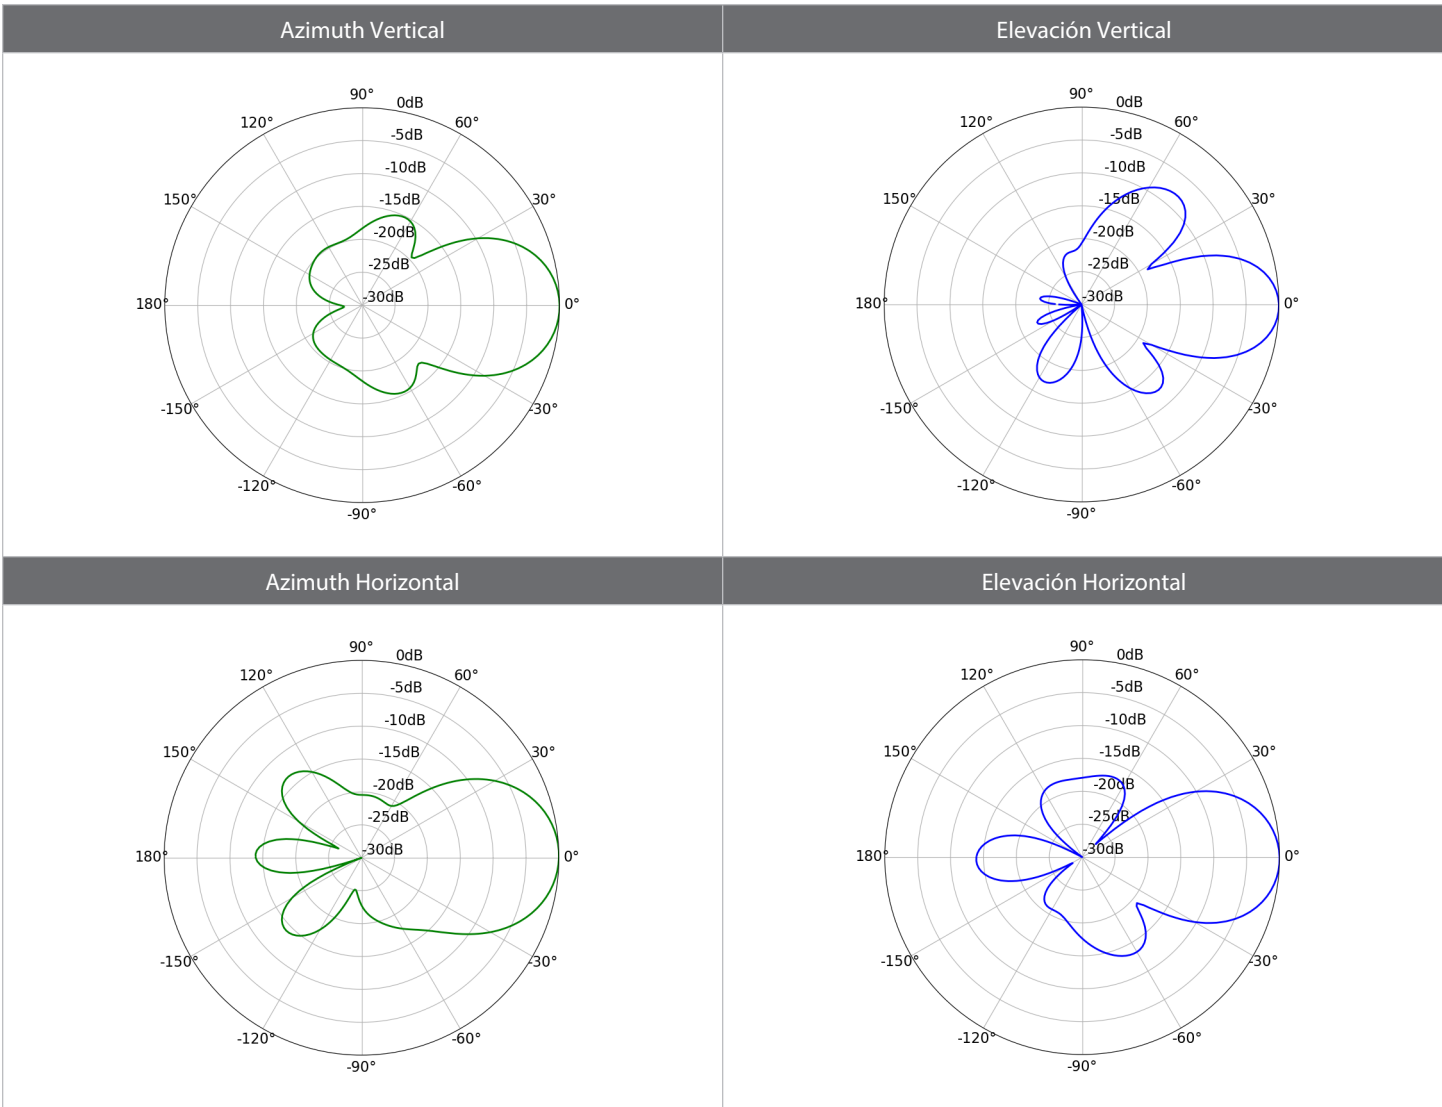 Azimuth Vertical
Elevación Vertical
90°
0dB
120°
60°
-5dB
-10dB
150°
30°
-15dB
-20dB
-25dB
-30dB
180°
0°
-150°
-30°
-120°
-60°
-90°
90°
0dB
120°
60°
-5dB
-10dB
150°
30°
-15dB
-20dB
-25dB
-30dB
180°
0°
-150°
-30°
-120°
-60°
-90°
Azimuth Horizontal
Elevación Horizontal
90°
0dB
120°
60°
-5dB
-10dB
150°
30°
-15dB
-20dB
-25dB
-30dB
180°
0°
-150°
-30°
-120°
-60°
-90°
90°
0dB
120°
60°
-5dB
-10dB
150°
30°
-15dB
-20dB
-25dB
-30dB
180°
0°
-150°
-30°
-120°
-60°
-90°